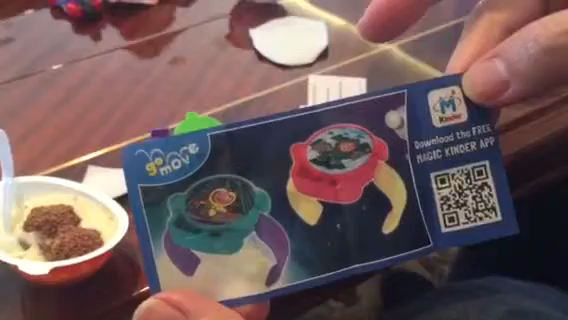 go
move
M
Kinder
Download the FREE
MAGIC KINDER APP